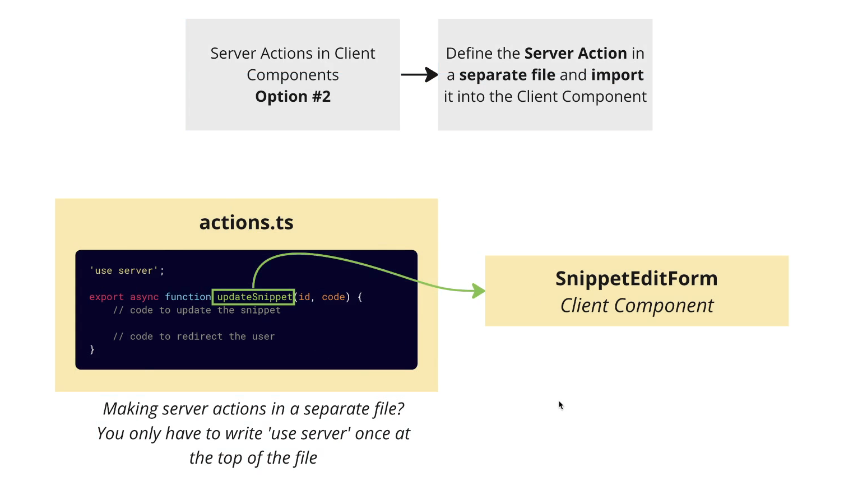 Server Actions in Client
Components
Option #2
Define the Server Action in
a separate file and import
it into the Client Component
actions.ts
'use server';
export async function updateSnippet(id, code) {
// code to update the snippet
// code to redirect the user
}
SnippetEditForm
Client Component
Making server actions in a separate file?
You only have to write 'use server' once at
the top of the file